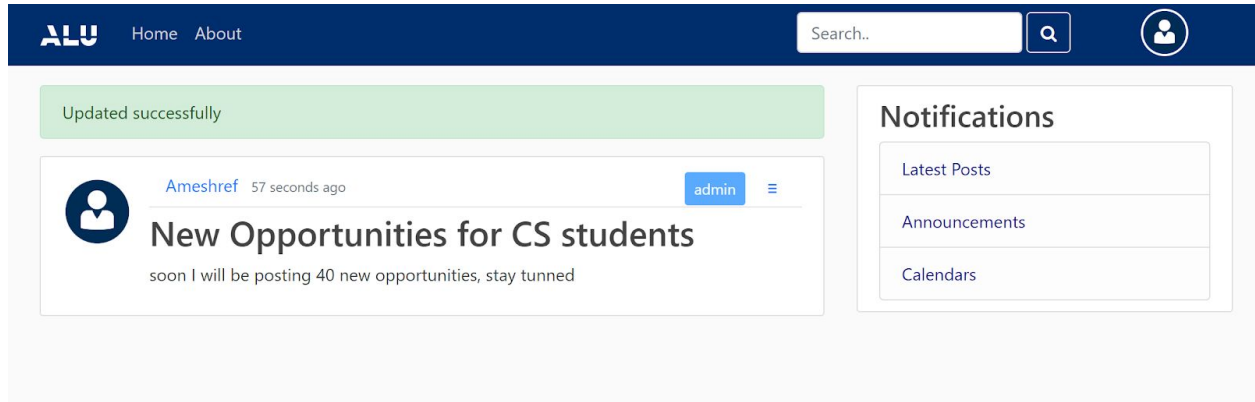 ALU Home About Search..
Updated successfully
Ameshref 57 seconds ago admin
New Opportunities for CS students
soon I will be posting 40 new opportunities, stay tunned
Notifications
Latest Posts
Announcements
Calendars